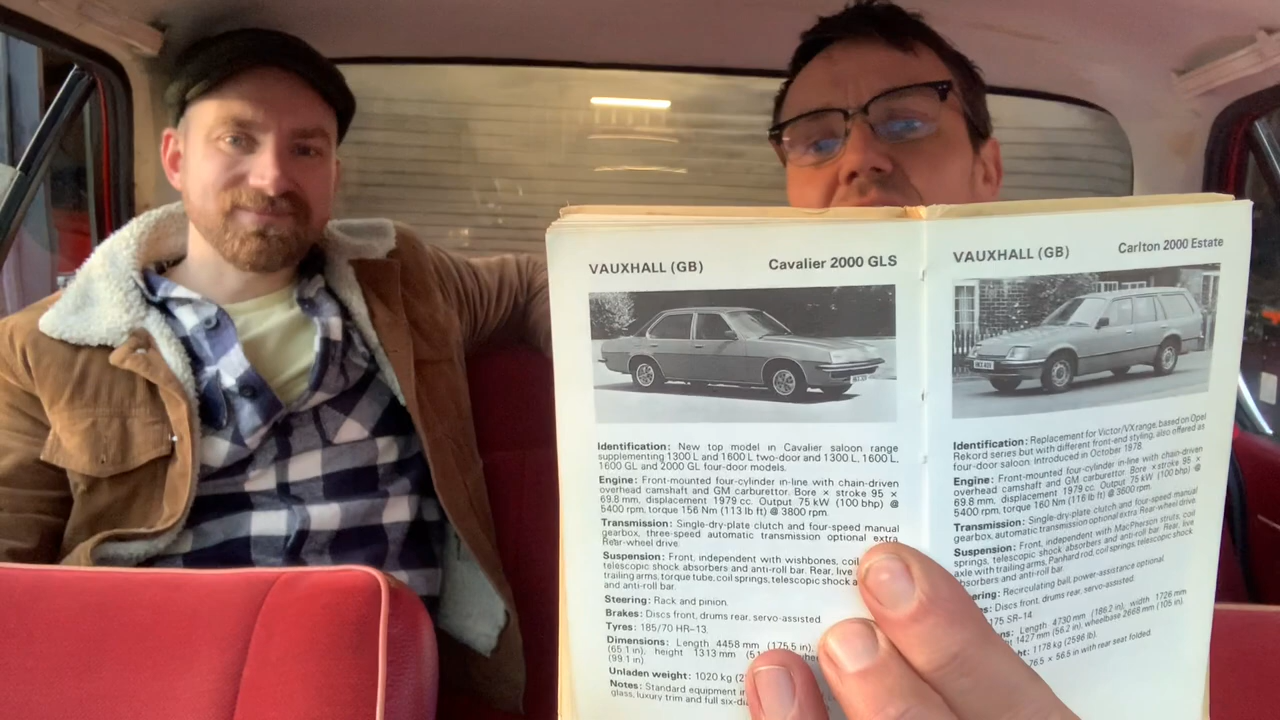 VAUXHALL (GB)
Cavalier 2000 GLS
Identification: New top model in Cavalier saloon range
supplementing 1300 L and 1600 L two-door and 1300 L, 1600 L,
1600 GL and 2000 GL four-door models.
Engine: Front-mounted four-cylinder in-line with chain-driven
overhead camshaft and GM carburettor. Bore × stroke 95 ×
69.8 mm, displacement 1979 cc. Output 75 kW (100 bhp) @
5400 rpm, torque 156 Nm (113 lb ft) @ 3800 rpm.
Transmission: Single-dry-plate clutch and four-speed manual
gearbox, three-speed automatic transmission optional extra
Rear-wheel drive.
Suspension: Front, independent with wishbones, coil
telescopic shock absorbers and anti-roll bar. Rear, live
trailing arms, torque tube, coil springs, telescopic shock
and anti-roll bar.
Steering: Rack and pinion.
Brakes: Discs front, drums rear, servo-assisted
Tyres: 185/70 HR-13.
Dimensions: Length 4458 mm (175.5 in),
(65.1 in), height 1313 mm
(99.1 in)
Unladen weight: 1020 kg
Notes: Standard equipment
glass, luxury trim and full
VAUXHALL (GB)
Carlton 2000 Estate
Identification: Replacement for Victor/VX range, based on Opel
Rekord series but with different front-end styling, also offered as
four-door saloon. Introduced in October 1978.
Engine: Front-mounted four-cylinder in-line with chain-driven
overhead camshaft and GM carburettor. Bore × stroke 95 ×
69.8 mm, displacement 1979 cc. Output 75 kW (100 bhp) @
5400 rpm, torque 160 Nm (116 lb ft) @ 3800 rpm.
Transmission: Single-dry-plate clutch and four-speed manual
gearbox, automatic transmission optional extra. Rear-wheel drive.
Suspension: Front, independent with MacPherson struts, coil
springs, telescopic shock absorbers and anti-roll bar. Rear, live
axle with trailing arms, Panhard rod, coil springs, telescopic shock
absorbers and anti-roll bar.
Recirculating ball, power-assistance optional.
Discs front, drums rear, servo-assisted.
175 SR-14
Length 4730 mm (186.2 in), width 1726 mm
1427 mm (56.2 in), wheelbase 2668 mm (105 in).
1178 kg (2596 lb).
76.5 × 56.5 in with rear seat folded